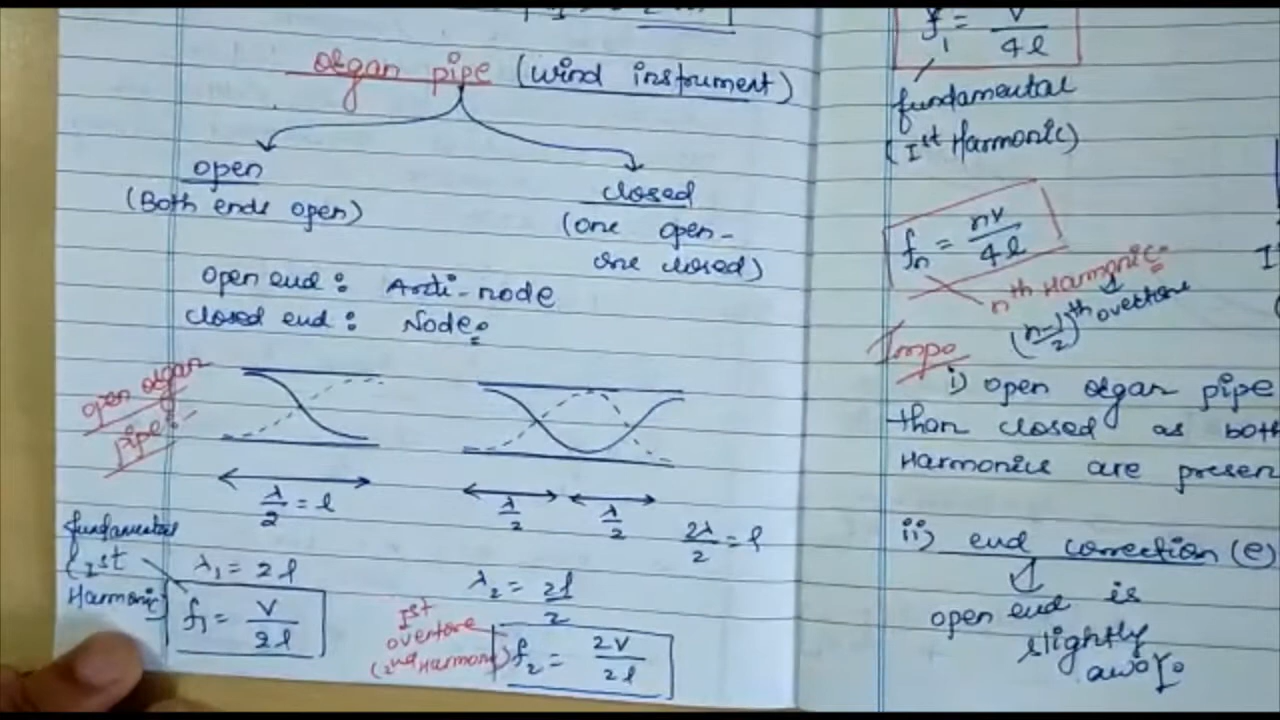 organ pipe (wind instrument)
open
(Both ends open)
closed
(one open-
one closed)
open end : Anti-node
closed end : Node :
open organ
pipe :-
λ/2 = l
λ/2
λ/2
2λ/2 = l
fundamental
(1st
Harmonic)
λ₁ = 2l
f₁ = V/2l
λ₂ = 2l/2
Ist
overtone
(2nd Harmonic)
f₂ = 2V/2l
f₁ = V/4l
fundamental
(Ist Harmonic)
fₙ = nV/4l
nth Harmonic :
(n-1/2)th overtone
Impo
i) open organ pipe
than closed as both
Harmonics are presen
ii) end correction (e)
open end is
slightly
away.